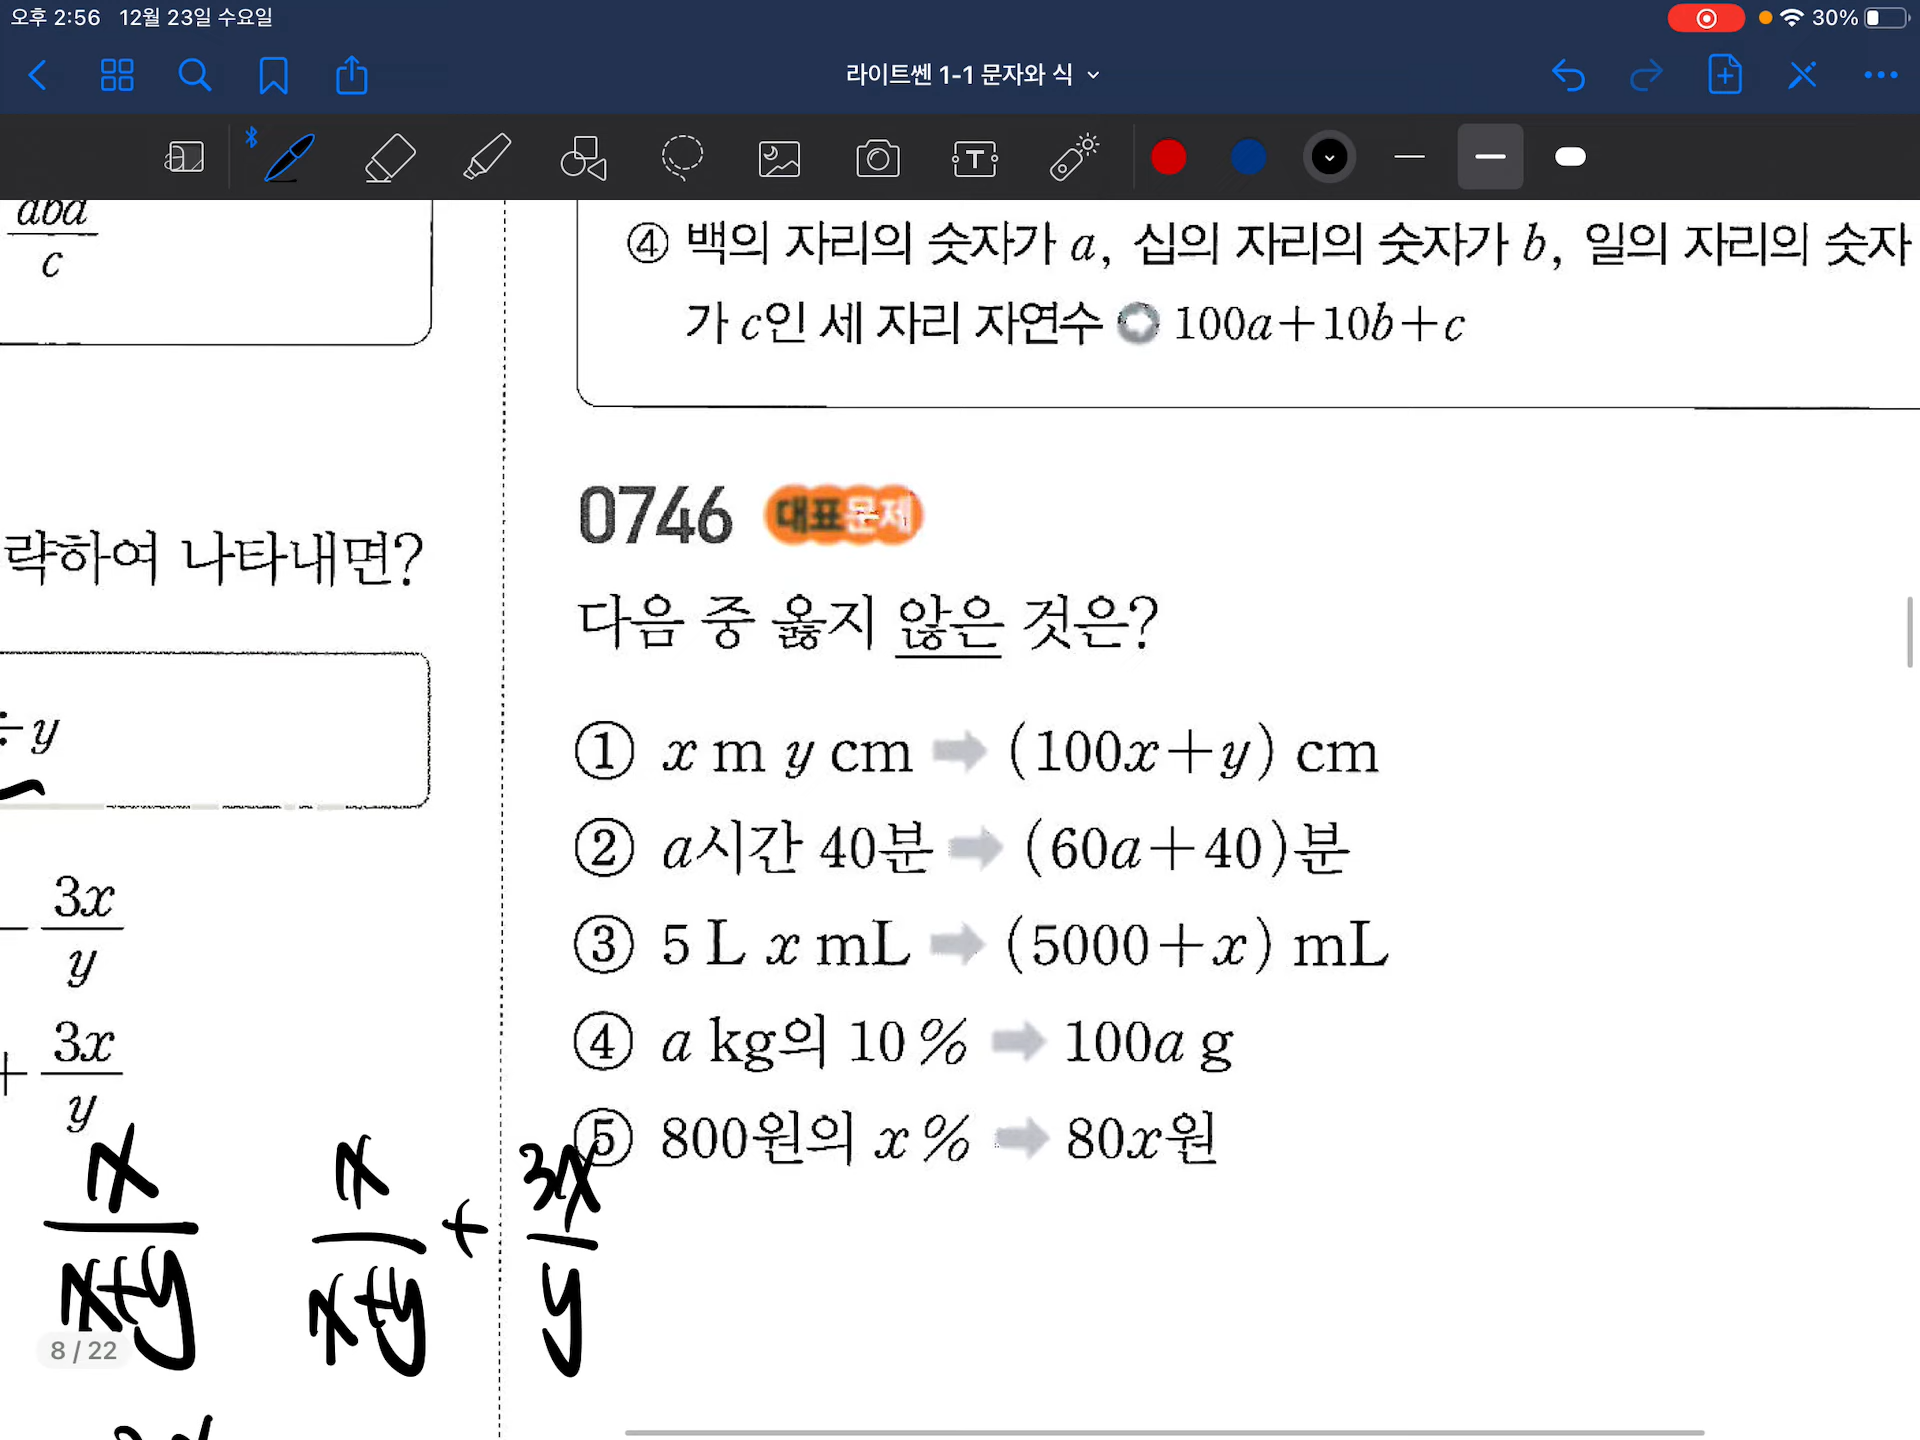 오후 2:56 12월 23일 수요일
30%
라이트쎈 1-1 문자와 식
aba/c
④ 백의 자리의 숫자가 a, 십의 자리의 숫자가 b, 일의 자리의 숫자
가 c인 세 자리 자연수 100a+10b+c
략하여 나타내면?
÷y
- 3x/y
+ 3x/y
x/(x+y)
x/(x+y) + 3x/y
8 / 22
0746 대표문제
다음 중 옳지 않은 것은?
① x m y cm ➡ (100x+y) cm
② a시간 40분 ➡ (60a+40)분
③ 5 L x mL ➡ (5000+x) mL
④ a kg의 10 % ➡ 100a g
⑤ 800원의 x % ➡ 80x원